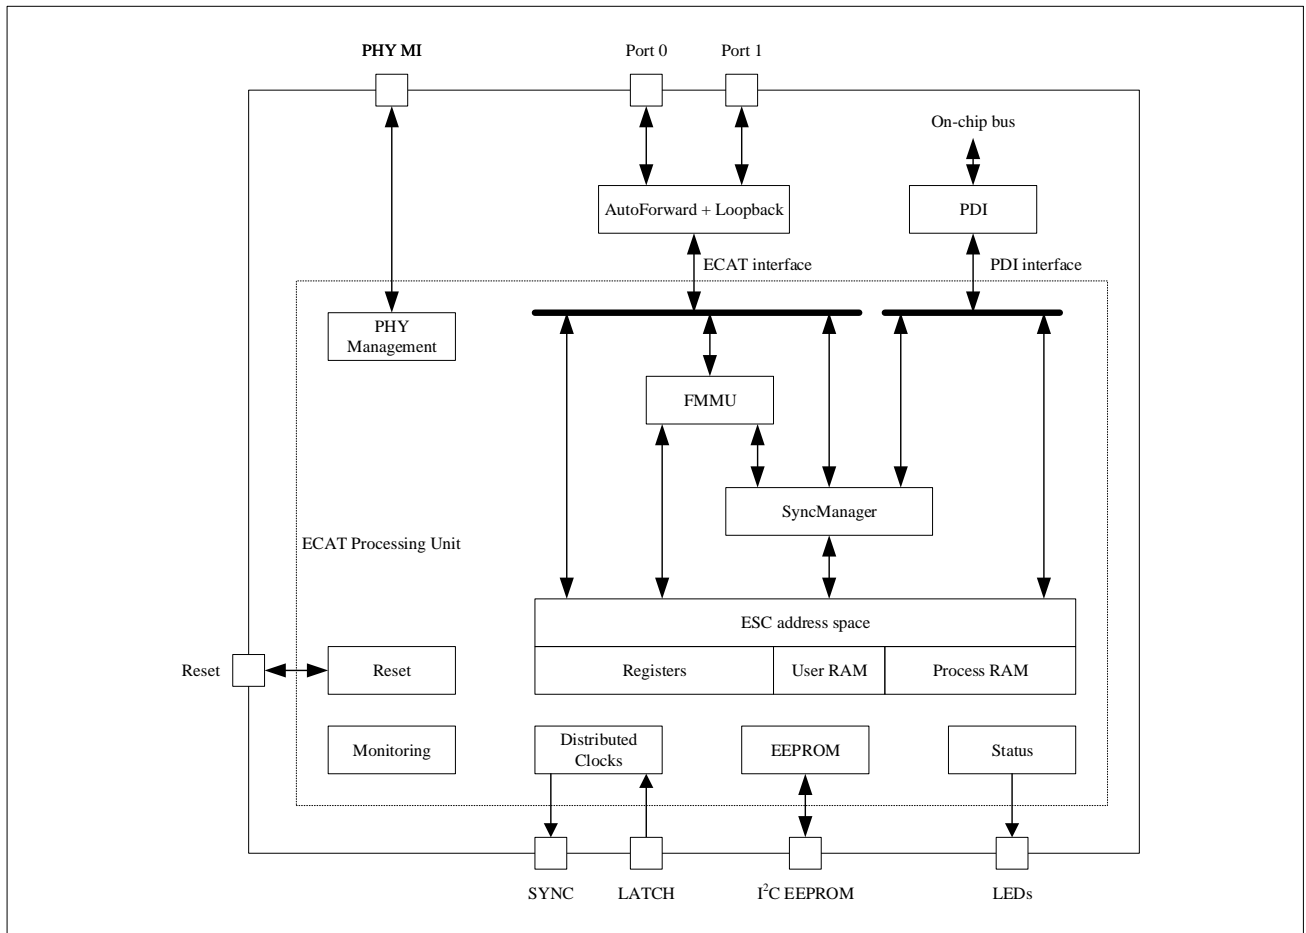 PHY MI
Port 0
Port 1
On-chip bus
AutoForward + Loopback
PDI
ECAT interface
PDI interface
PHY
Management
FMMU
SyncManager
ECAT Processing Unit
ESC address space
Reset
Reset
Registers
User RAM
Process RAM
Monitoring
Distributed
Clocks
EEPROM
Status
SYNC
LATCH
I²C EEPROM
LEDs